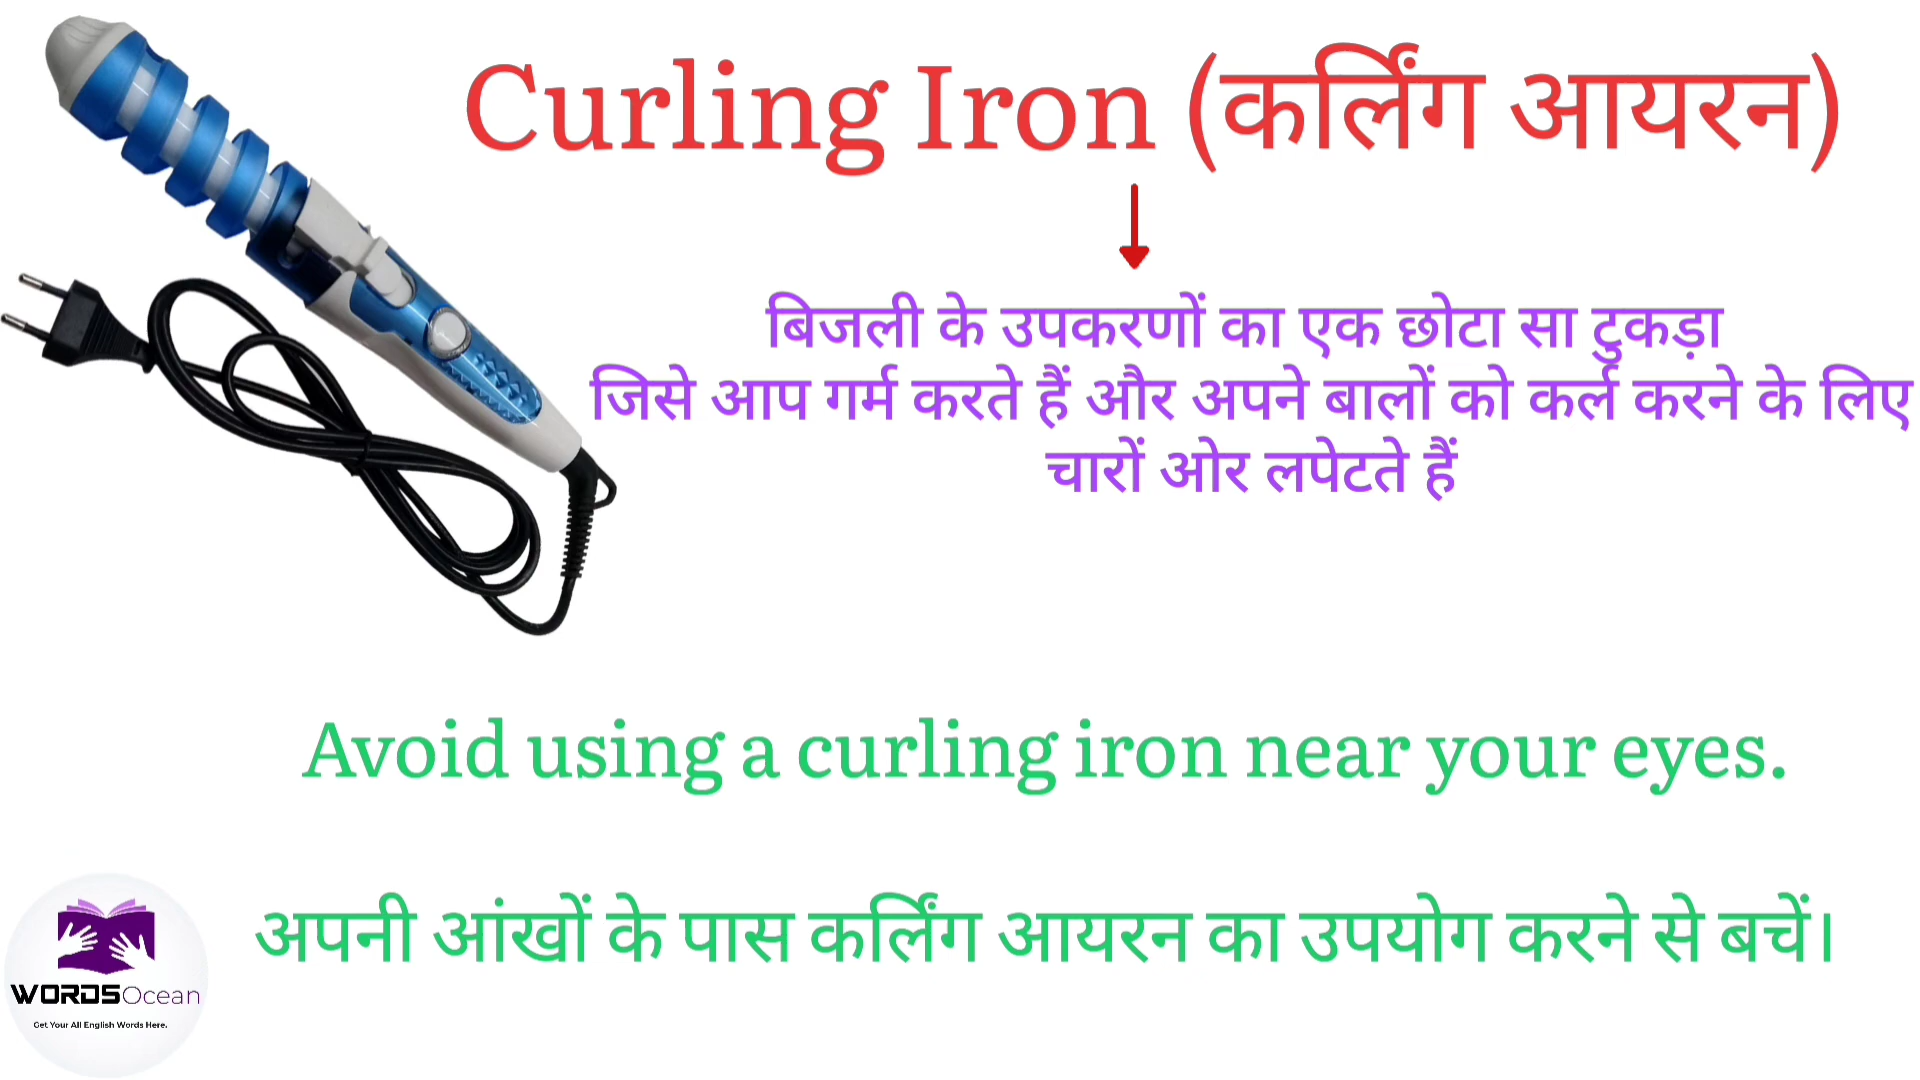 Curling Iron (कर्लिंग आयरन)
बिजली के उपकरणों का एक छोटा सा टुकड़ा
जिसे आप गर्म करते हैं और अपने बालों को कर्ल करने के लिए
चारों ओर लपेटते हैं
Avoid using a curling iron near your eyes.
अपनी आंखों के पास कर्लिंग आयरन का उपयोग करने से बचें।
WORDSOcean
Get Your All English Words Here.